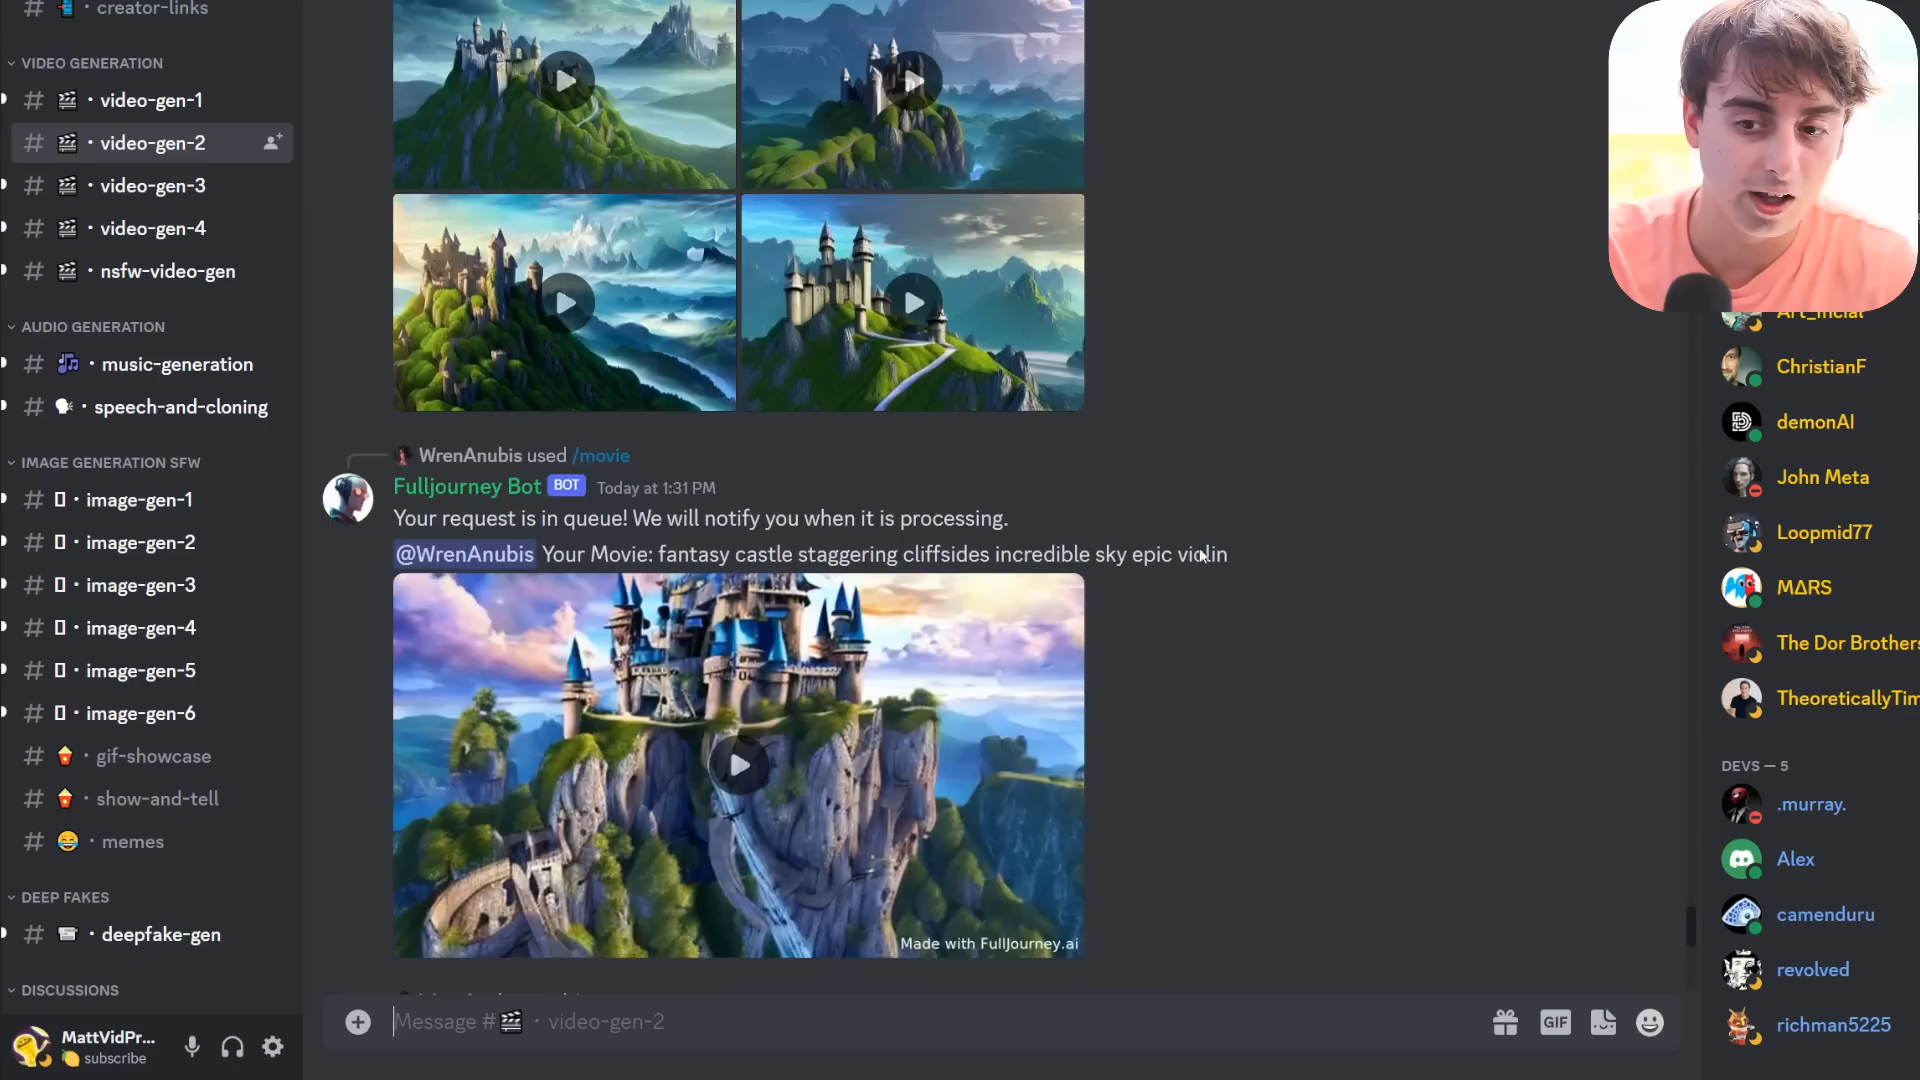 # • creator-links
VIDEO GENERATION
# • video-gen-1
# • video-gen-2
# • video-gen-3
# • video-gen-4
# • nsfw-video-gen
AUDIO GENERATION
# • music-generation
# • speech-and-cloning
IMAGE GENERATION SFW
# • image-gen-1
# • image-gen-2
# • image-gen-3
# • image-gen-4
# • image-gen-5
# • image-gen-6
# • gif-showcase
# • show-and-tell
# • memes
DEEP FAKES
# • deepfake-gen
DISCUSSIONS
MattVidPr...
subscribe
WrenAnubis used /movie
Fulljourney Bot BOT Today at 1:31 PM
Your request is in queue! We will notify you when it is processing.
@WrenAnubis Your Movie: fantasy castle staggering cliffsides incredible sky epic violin
Made with FullJourney.ai
Message # • video-gen-2
GIF
ChristianF
demonAI
John Meta
Loopmid77
MΔRS
The Dor Brothers
TheoreticallyTim
DEVS — 5
.murray.
Alex
camenduru
revolved
richman5225